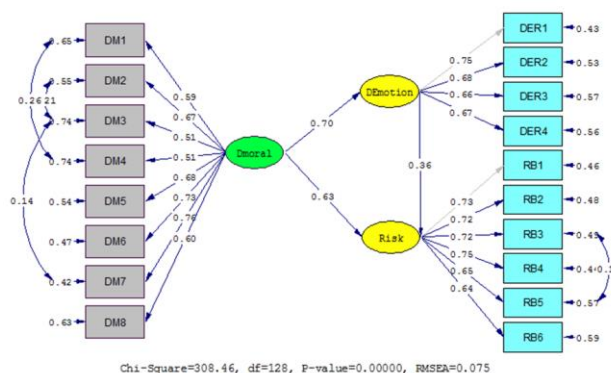 0.65 DM1
0.55 DM2
0.26 21
0.74 DM3
0.74 DM4
0.14
0.54 DM5
0.47 DM6
0.42 DM7
0.63 DM8
0.59
0.67
0.51
0.51
0.68
0.73
0.76
0.60
Dmoral
0.70
0.63
DEmotion
0.36
Risk
0.75
0.68
0.66
0.67
0.73
0.72
0.72
0.75
0.65
0.64
DER1 0.43
DER2 0.53
DER3 0.57
DER4 0.56
RB1 0.46
RB2 0.48
RB3
RB4
RB5 0.57
RB6 0.59
Chi-Square=308.46, df=128, P-value=0.00000, RMSEA=0.075